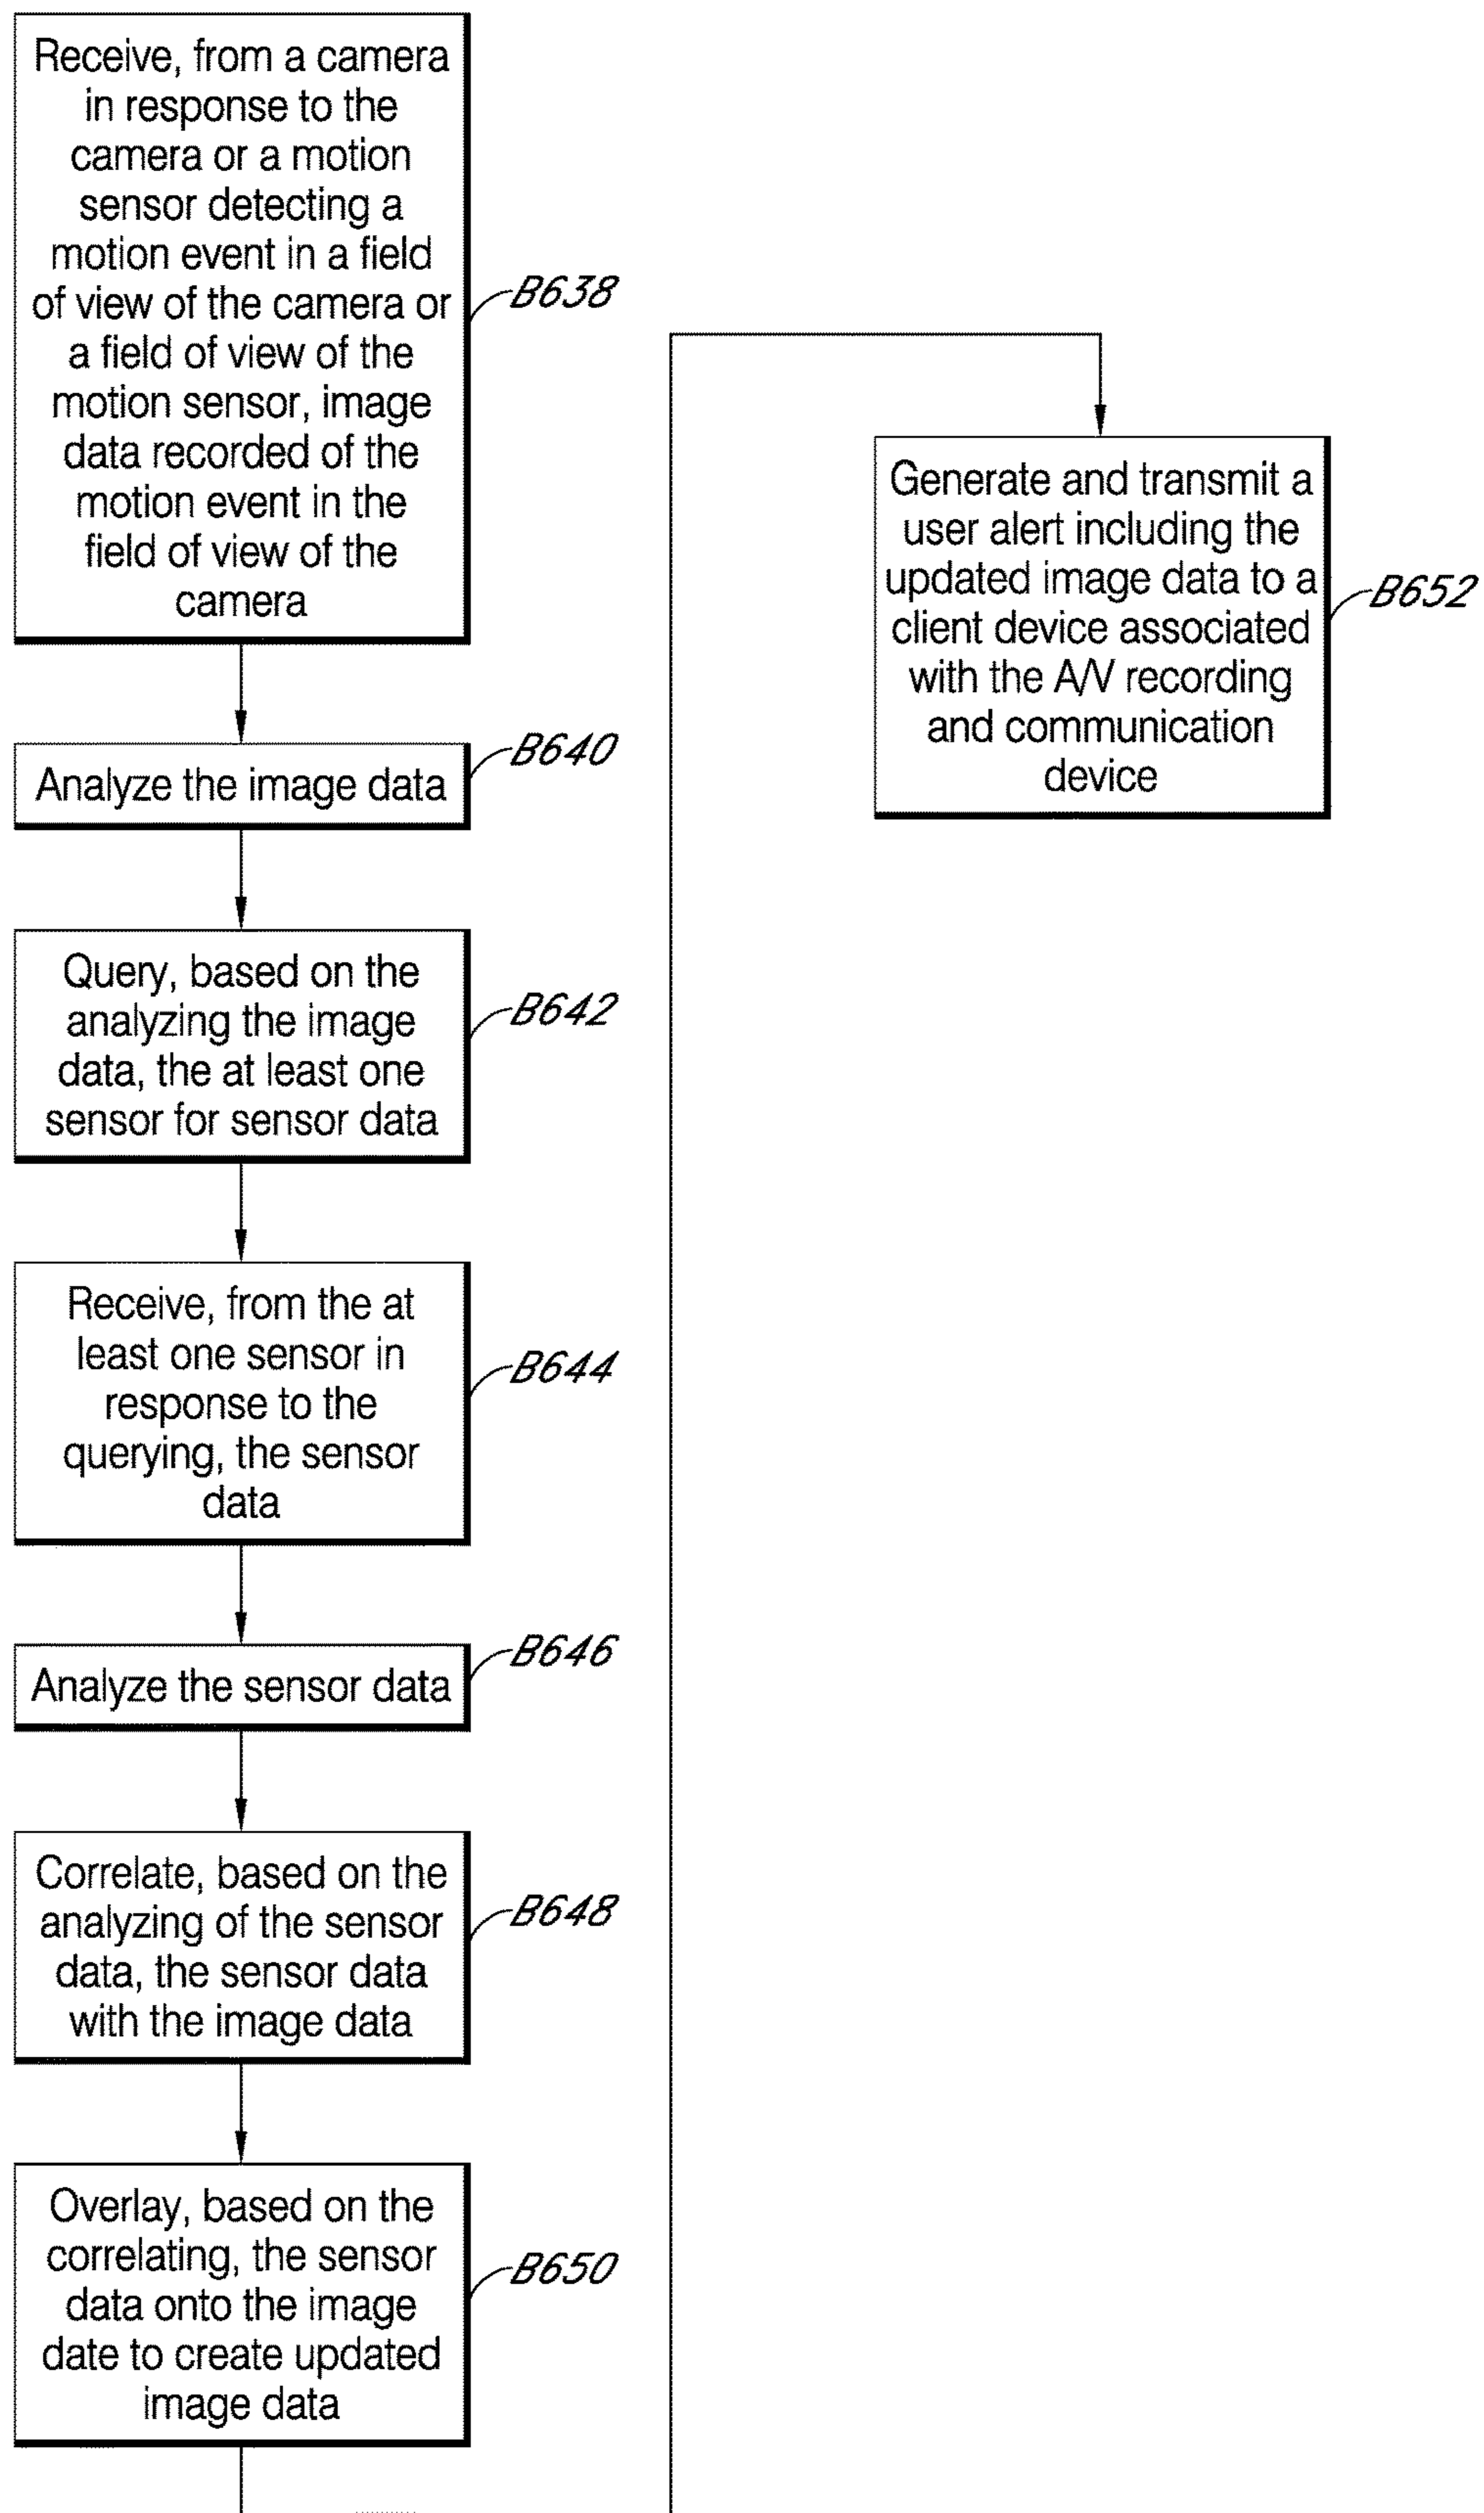 Receive, from a camera
in response to the
camera or a motion
sensor detecting a
motion event in a field
of view of the camera or
a field of view of the
motion sensor, image
data recorded of the
motion event in the
field of view of the
camera
B638
Analyze the image data
B640
Query, based on the
analyzing the image
data, the at least one
sensor for sensor data
B642
Receive, from the at
least one sensor in
response to the
querying, the sensor
data
B644
Analyze the sensor data
B646
Correlate, based on the
analyzing of the sensor
data, the sensor data
with the image data
B648
Overlay, based on the
correlating, the sensor
data onto the image
date to create updated
image data
B650
Generate and transmit a
user alert including the
updated image data to a
client device associated
with the A/V recording
and communication
device
B652